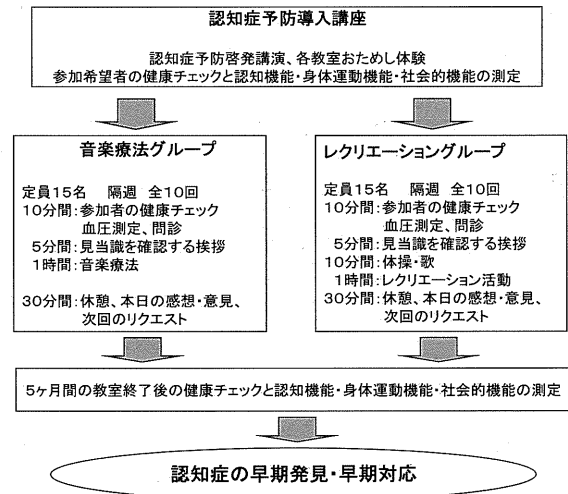 認知症予防導入講座
認知症予防啓発講演、各教室おためし体験
参加希望者の健康チェックと認知機能・身体運動機能・社会的機能の測定
音楽療法グループ
定員15名　隔週　全10回
10分間:参加者の健康チェック
血圧測定、問診
5分間:見当識を確認する挨拶
1時間:音楽療法
30分間:休憩、本日の感想・意見、
次回のリクエスト
レクリエーショングループ
定員15名　隔週　全10回
10分間:参加者の健康チェック
血圧測定、問診
5分間:見当識を確認する挨拶
10分間:体操・歌
1時間:レクリエーション活動
30分間:休憩、本日の感想・意見、
次回のリクエスト
5ヶ月間の教室終了後の健康チェックと認知機能・身体運動機能・社会的機能の測定
認知症の早期発見・早期対応